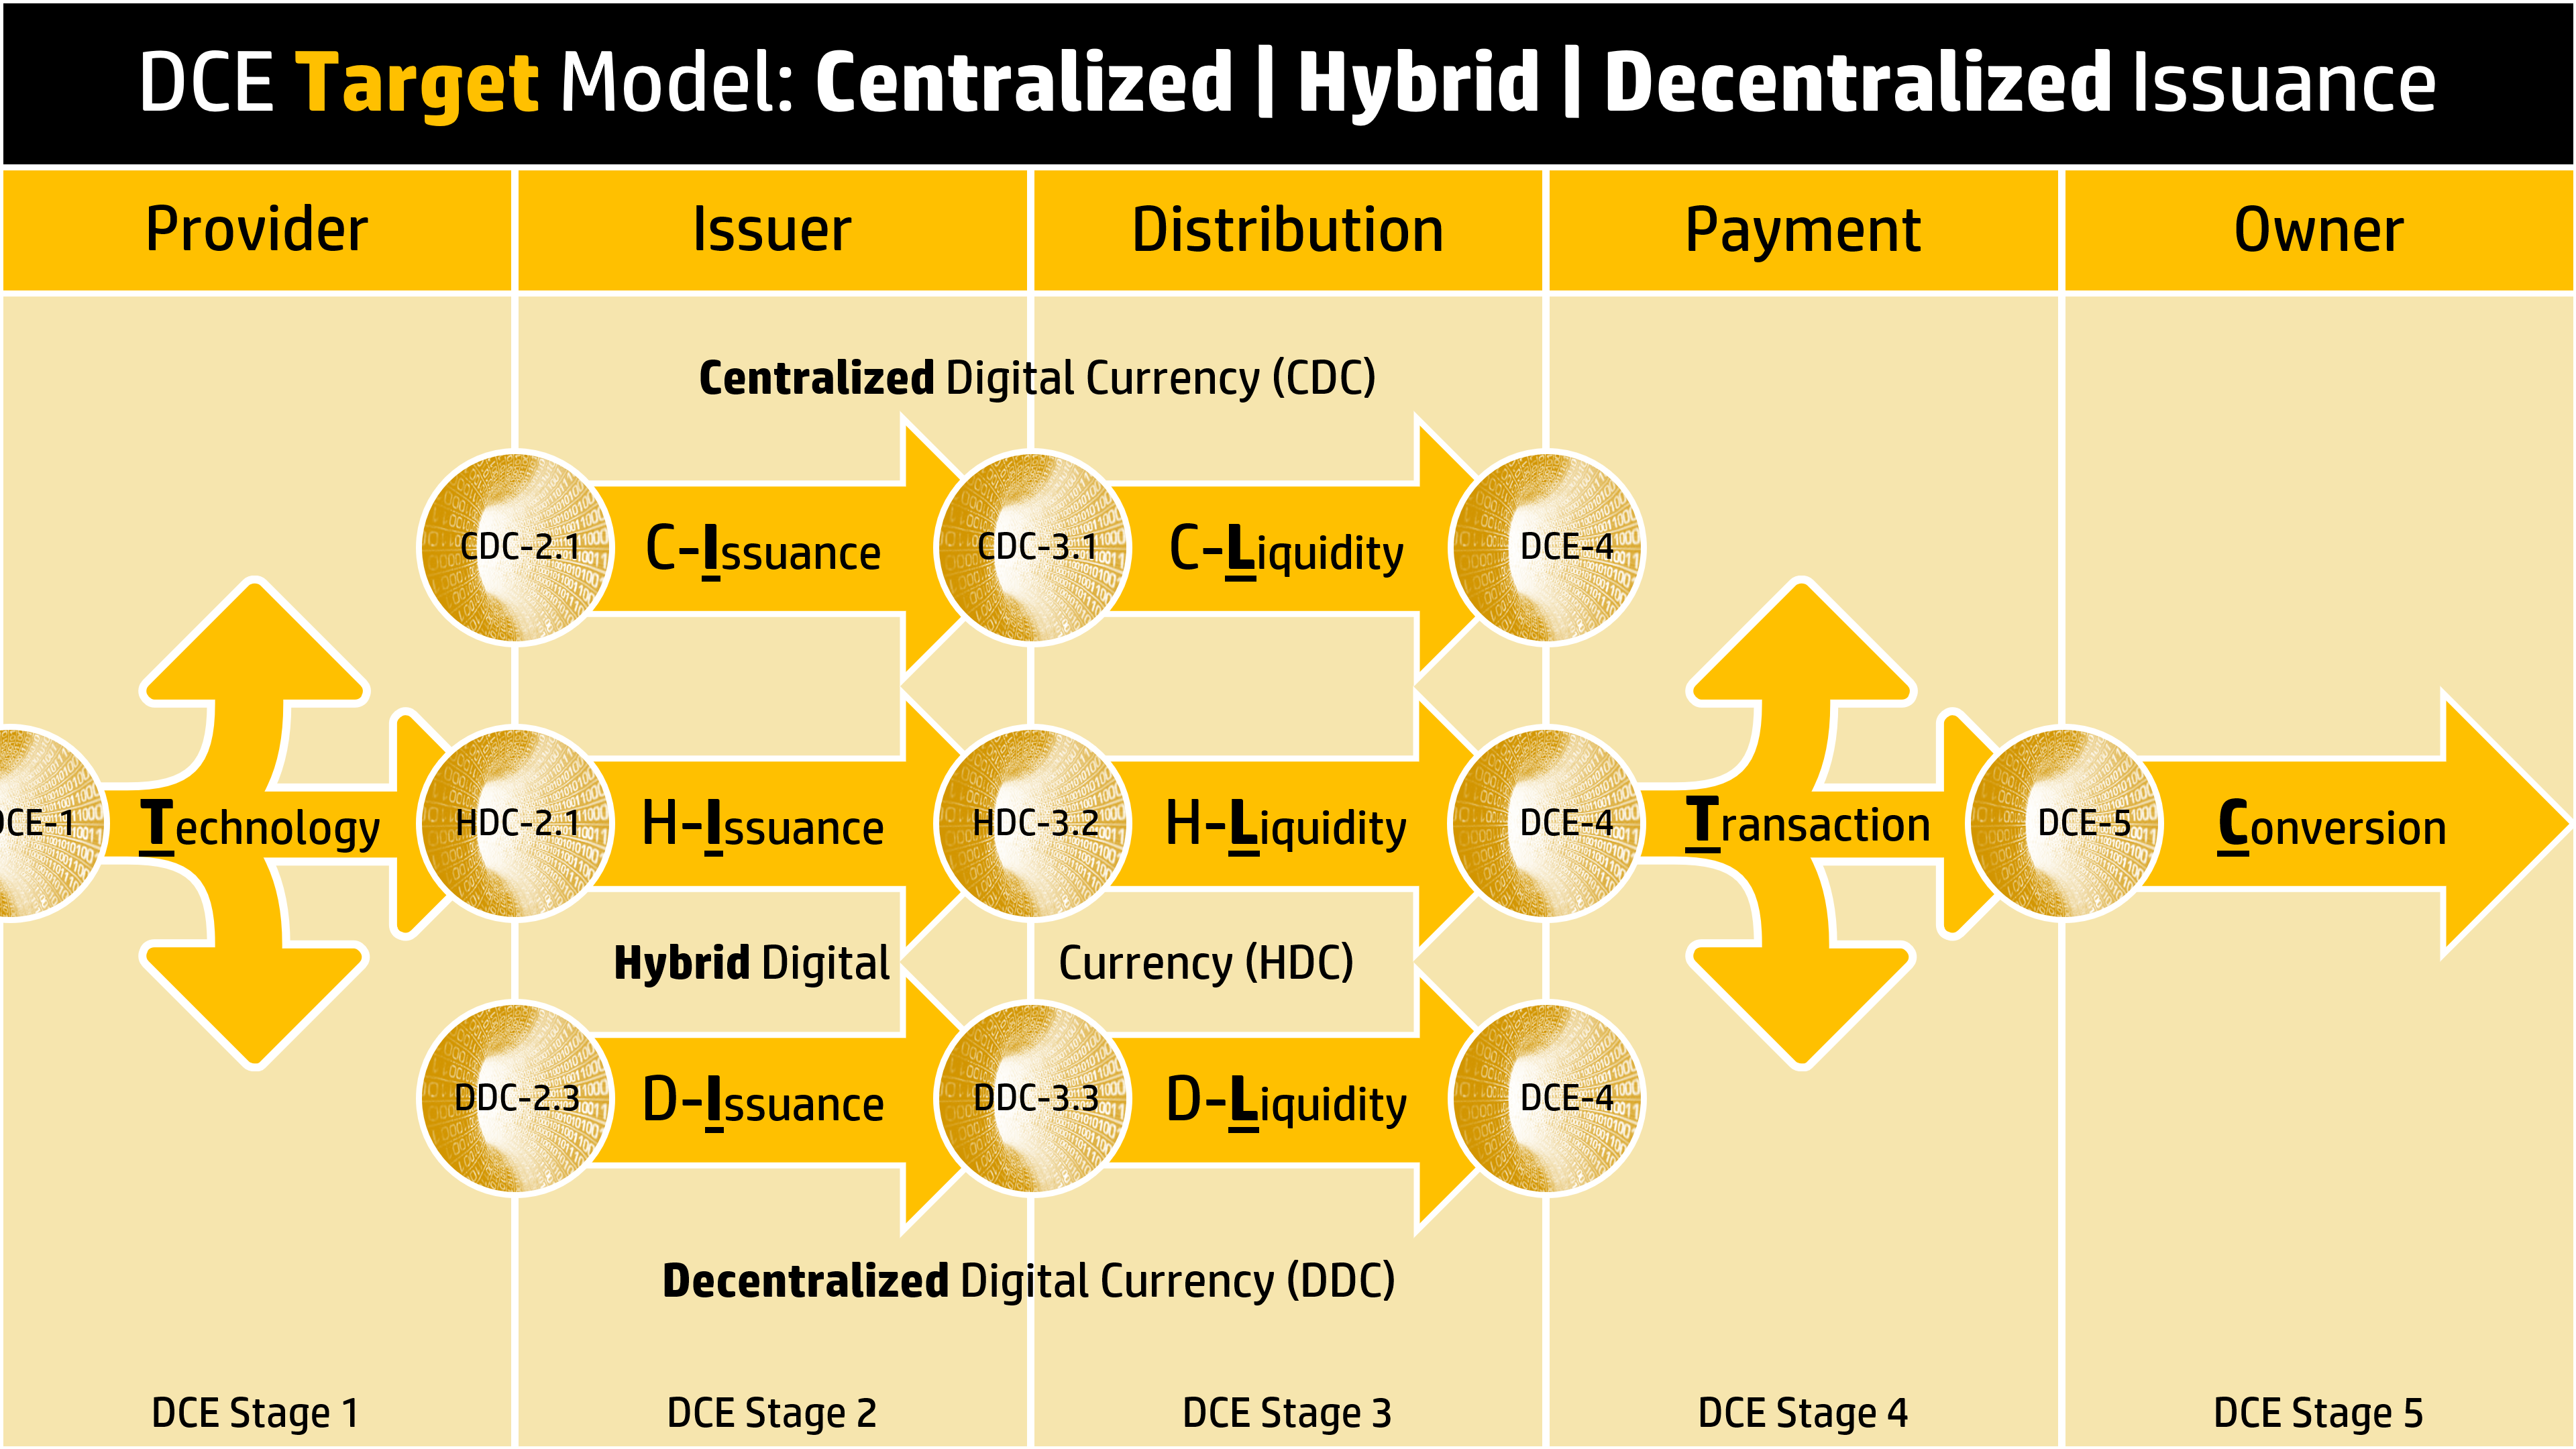 DCE Target Model: Centralized | Hybrid | Decentralized Issuance
Provider
Issuer
Distribution
Payment
Owner
Centralized Digital Currency (CDC)
CDC-2.1
C-Issuance
CDC-3.1
C-Liquidity
DCE-4
CE-1
Technology
HDC-2.1
H-Issuance
HDC-3.2
H-Liquidity
DCE-4
Transaction
DCE-5
Conversion
Hybrid Digital Currency (HDC)
DDC-2.3
D-Issuance
DDC-3.3
D-Liquidity
DCE-4
Decentralized Digital Currency (DDC)
DCE Stage 1
DCE Stage 2
DCE Stage 3
DCE Stage 4
DCE Stage 5